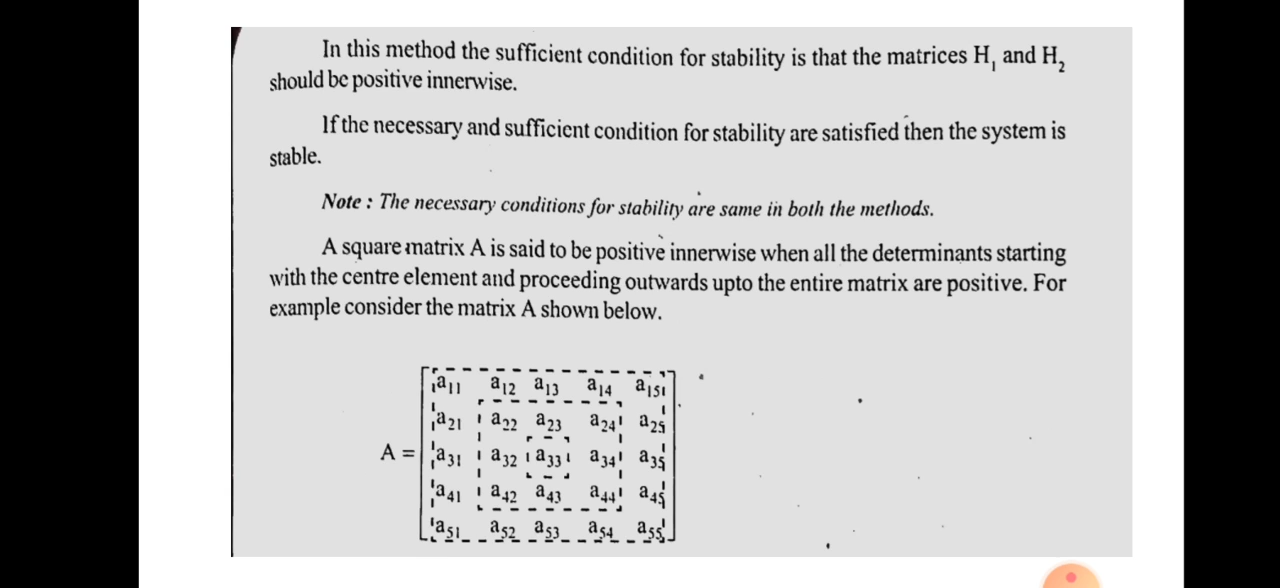 In this method the sufficient condition for stability is that the matrices H₁ and H₂
should be positive innerwise.
If the necessary and sufficient condition for stability are satisfied then the system is
stable.
Note : The necessary conditions for stability are same in both the methods.
A square matrix A is said to be positive innerwise when all the determinants starting
with the centre element and proceeding outwards upto the entire matrix are positive. For
example consider the matrix A shown below.
a₁₁ a₁₂ a₁₃ a₁₄ a₁₅
a₂₁ a₂₂ a₂₃ a₂₄ a₂₅
A = a₃₁ a₃₂ a₃₃ a₃₄ a₃₅
a₄₁ a₄₂ a₄₃ a₄₄ a₄₅
a₅₁ a₅₂ a₅₃ a₅₄ a₅₅